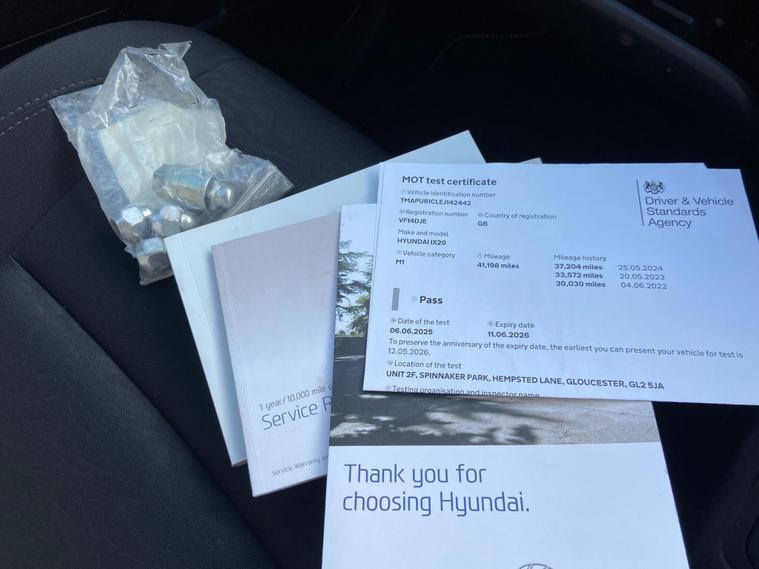 MOT test certificate
Vehicle identification number
TMAPU81CLEJ142442
Registration number
VF14DJE
Country of registration
GB
Make and model
HYUNDAI IX20
Vehicle category
M1
Mileage
41,198 miles
Mileage history
37,204 miles 25.05.2024
33,572 miles 20.05.2023
30,030 miles 04.06.2022
Driver & Vehicle
Standards
Agency
Pass
Date of the test
06.06.2025
Expiry date
11.06.2026
To preserve the anniversary of the expiry date, the earliest you can present your vehicle for test is
12.05.2026.
Location of the test
UNIT 2F, SPINNAKER PARK, HEMPSTED LANE, GLOUCESTER, GL2 5JA
Testing organisation and inspector name
1 year/10,000 mile
Service
Service, Warranty
Thank you for
choosing Hyundai.